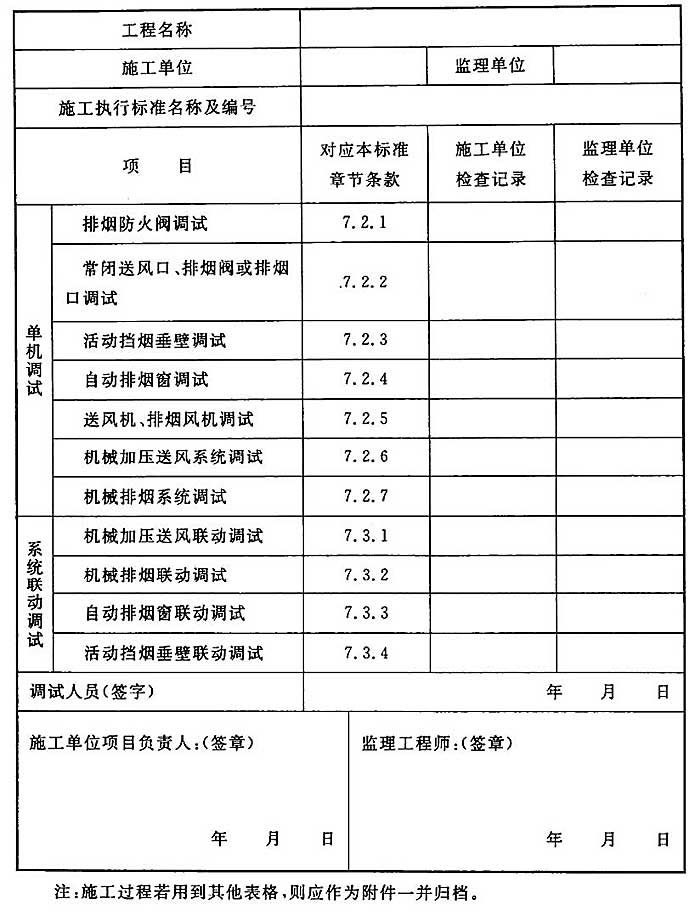 工程名称
施工单位 监理单位
施工执行标准名称及编号
项 目 对应本标准 施工单位 监理单位
章节条款 检查记录 检查记录
单机调试
排烟防火阀调试 7.2.1
常闭送风口、排烟阀或排烟
口调试 7.2.2
活动挡烟垂壁调试 7.2.3
自动排烟窗调试 7.2.4
送风机、排烟风机调试 7.2.5
机械加压送风系统调试 7.2.6
机械排烟系统调试 7.2.7
系统联动调试
机械加压送风联动调试 7.3.1
机械排烟联动调试 7.3.2
自动排烟窗联动调试 7.3.3
活动挡烟垂壁联动调试 7.3.4
调试人员(签字) 年 月 日
施工单位项目负责人:(签章) 监理工程师:(签章)
年 月 日 年 月 日
注:施工过程若用到其他表格,则应作为附件一并归档。